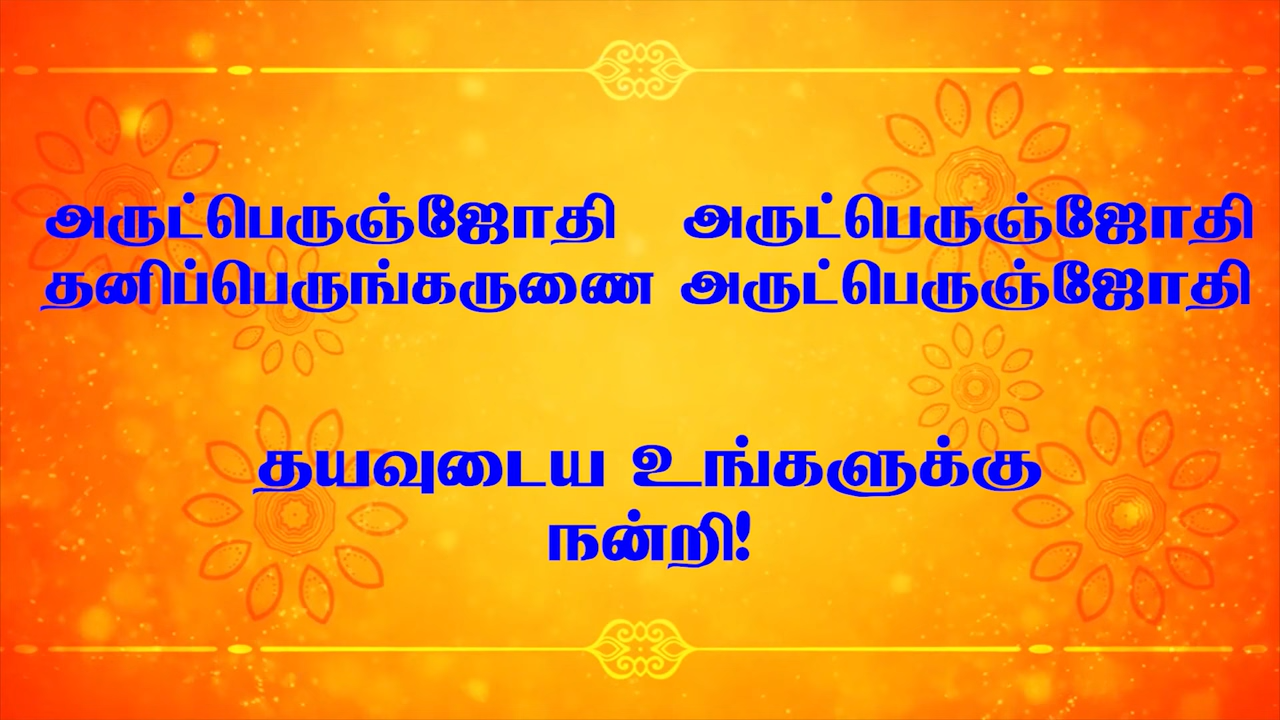 அருட்பெருஞ்ஜோதி அருட்பெருஞ்ஜோதி
தனிப்பெருங்கருணை அருட்பெருஞ்ஜோதி
தயவுடைய உங்களுக்கு
நன்றி!